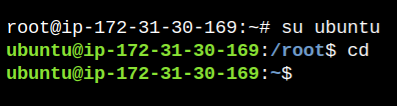 root@ip-172-31-30-169:~# su ubuntu
ubuntu@ip-172-31-30-169:/root$ cd
ubuntu@ip-172-31-30-169:~$